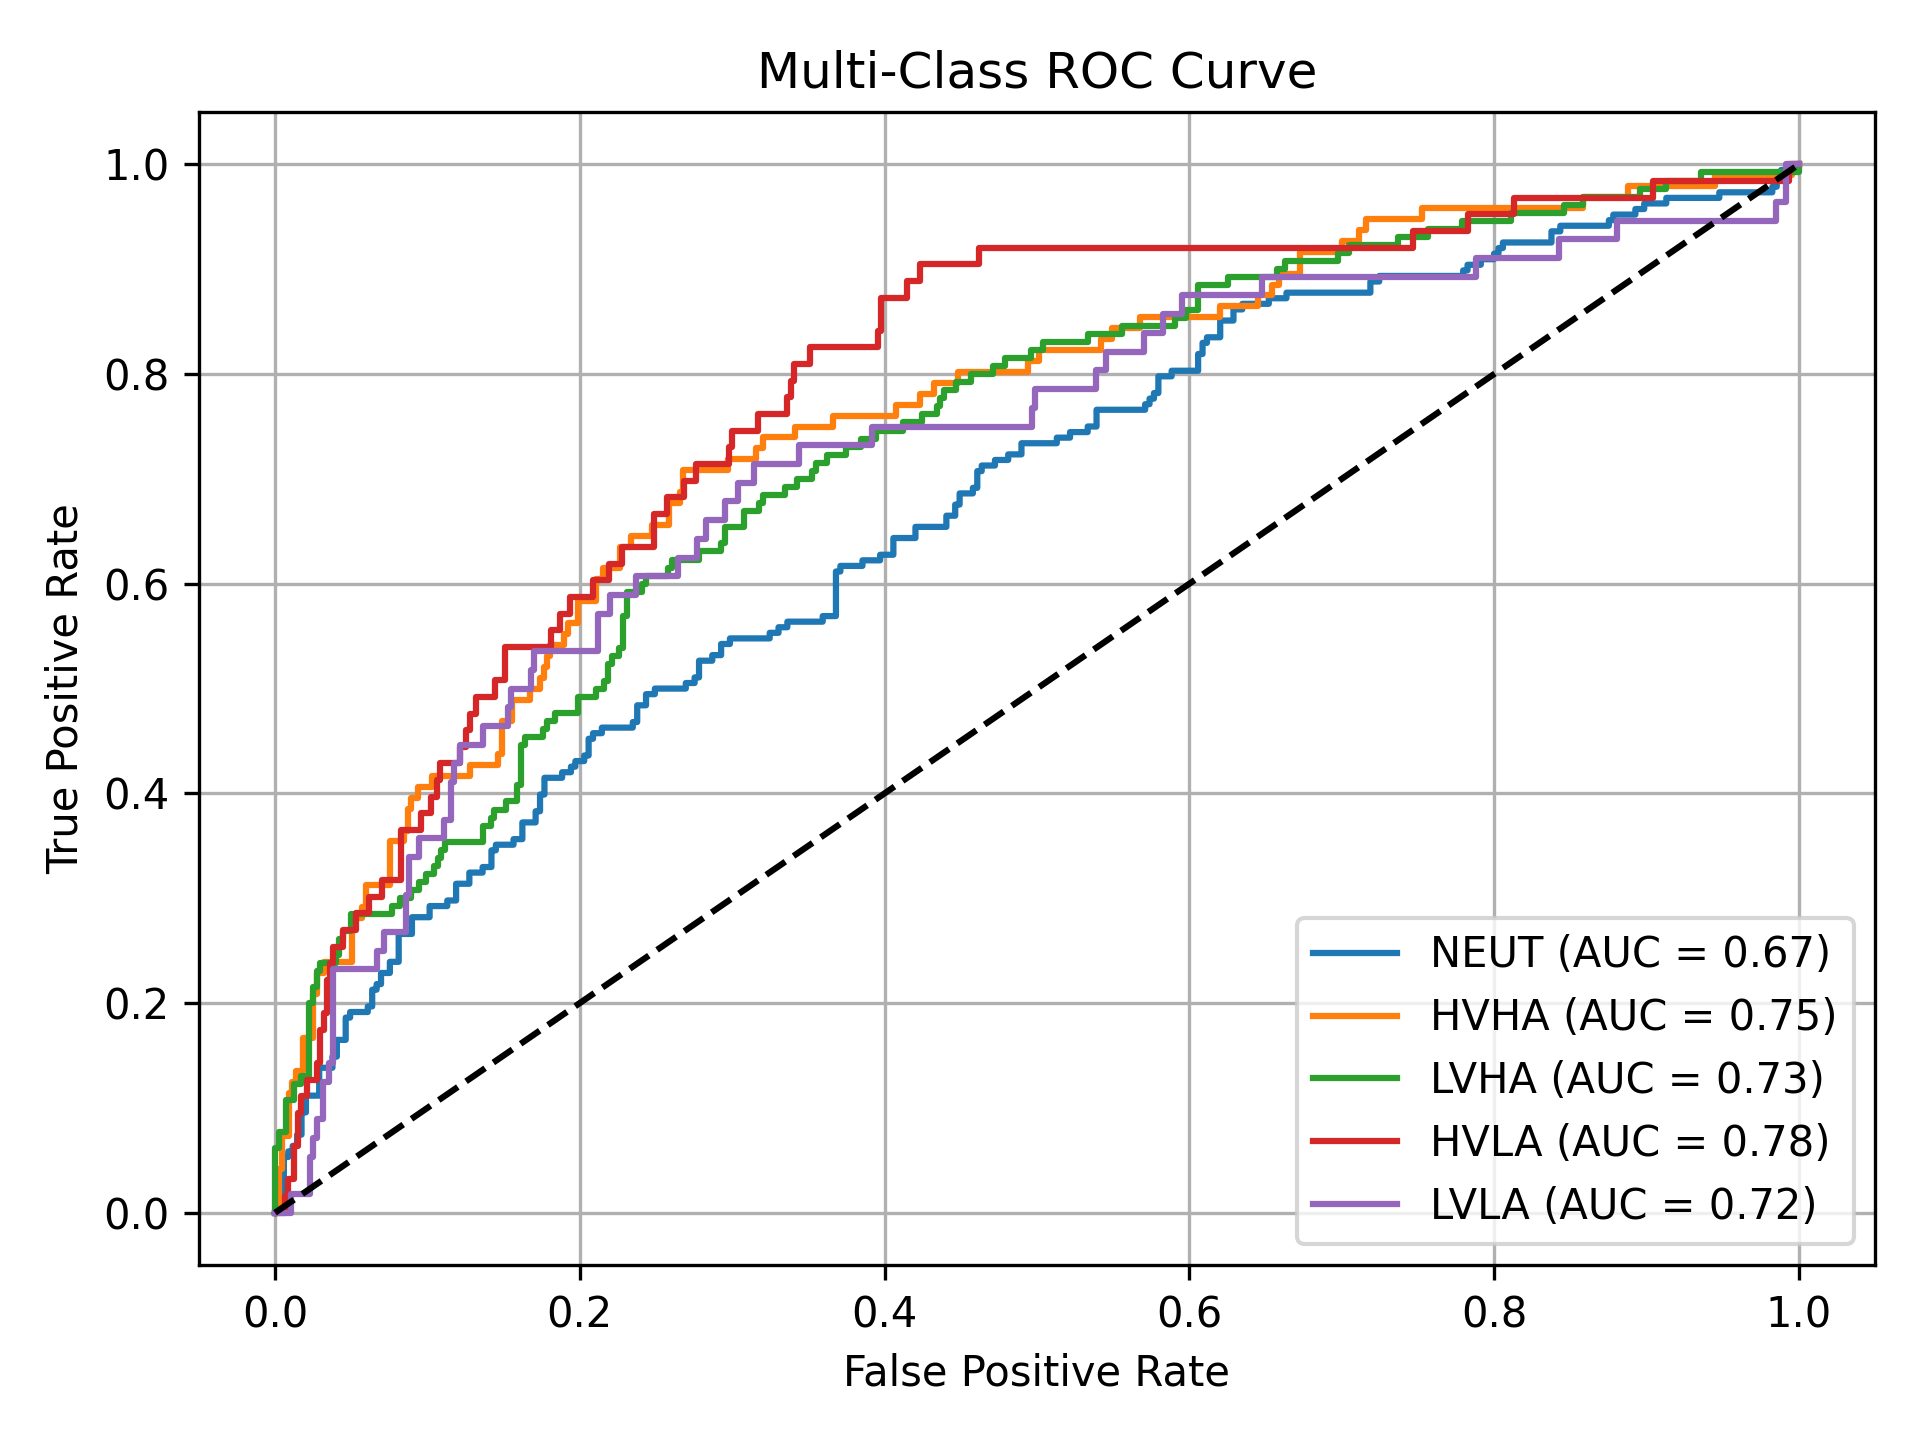 Multi-Class ROC Curve
True Positive Rate
1.0
0.8
0.6
0.4
0.2
0.0
0.0 0.2 0.4 0.6 0.8 1.0
False Positive Rate
NEUT (AUC = 0.67)
HVHA (AUC = 0.75)
LVHA (AUC = 0.73)
HVLA (AUC = 0.78)
LVLA (AUC = 0.72)